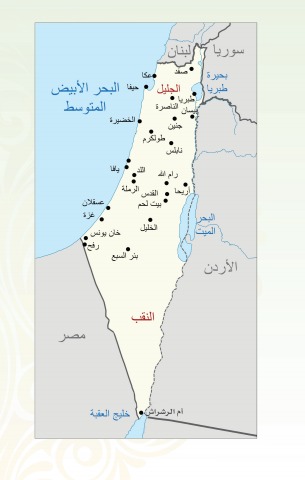 سوريا
لبنان
صفد
عكا
بحيرة
طبريا
حيفا
الجليل
البحر الأبيض
المتوسط
طبريا
الناصرة
بيسان
الخضيرة
جنين
طولكرم
نابلس
يافا
اللد
رام الله
الرملة
أريحا
القدس
عسقلان
بيت لحم
غزة
البحر
الميت
الخليل
خان يونس
رفح
بئر السبع
الأردن
النقب
مصر
أم الرشراش
خليج العقبة